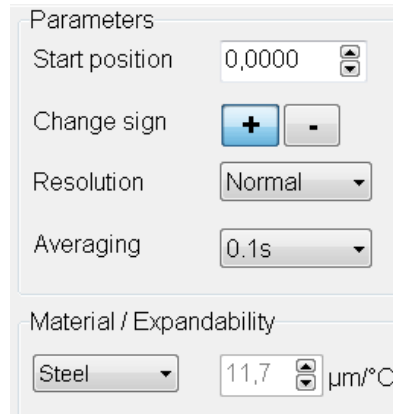 Parameters
Start position 0,0000
Change sign + -
Resolution Normal
Averaging 0.1s
Material / Expandability
Steel 11,7 µm/°C